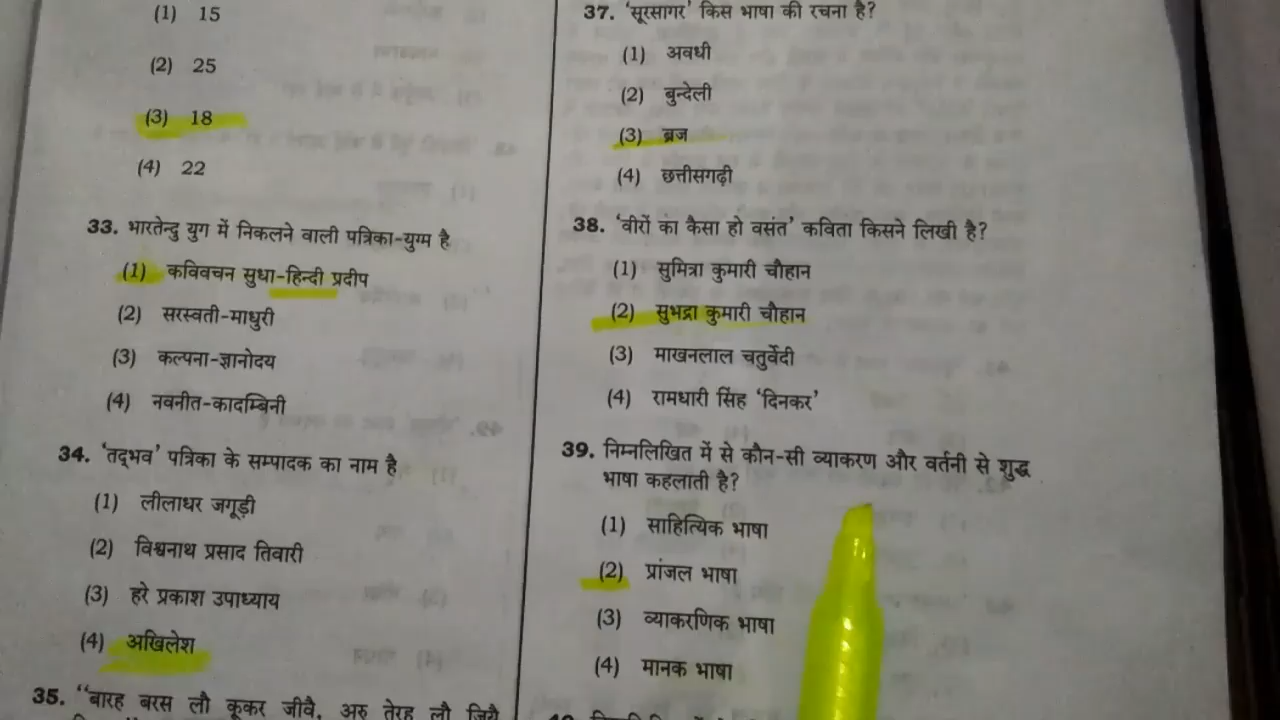 (1) 15
(2) 25
(3) 18
(4) 22
33. भारतेन्दु युग में निकलने वाली पत्रिका-युग्म है
(1) कविवचन सुधा-हिन्दी प्रदीप
(2) सरस्वती-माधुरी
(3) कल्पना-ज्ञानोदय
(4) नवनीत-कादम्बिनी
34. 'तद्‌भव' पत्रिका के सम्पादक का नाम है
(1) लीलाधर जगूड़ी
(2) विश्वनाथ प्रसाद तिवारी
(3) हरे प्रकाश उपाध्याय
(4) अखिलेश
35. "बारह बरस लौ कूकर जीवै, अरु तेरह लौ जियै
37. 'सूरसागर' किस भाषा की रचना है?
(1) अवधी
(2) बुन्देली
(3) ब्रज
(4) छत्तीसगढ़ी
38. 'वीरों का कैसा हो वसंत' कविता किसने लिखी है?
(1) सुमित्रा कुमारी चौहान
(2) सुभद्रा कुमारी चौहान
(3) माखनलाल चतुर्वेदी
(4) रामधारी सिंह 'दिनकर'
39. निम्नलिखित में से कौन-सी व्याकरण और वर्तनी से शुद्ध
भाषा कहलाती है?
(1) साहित्यिक भाषा
(2) प्रांजल भाषा
(3) व्याकरणिक भाषा
(4) मानक भाषा